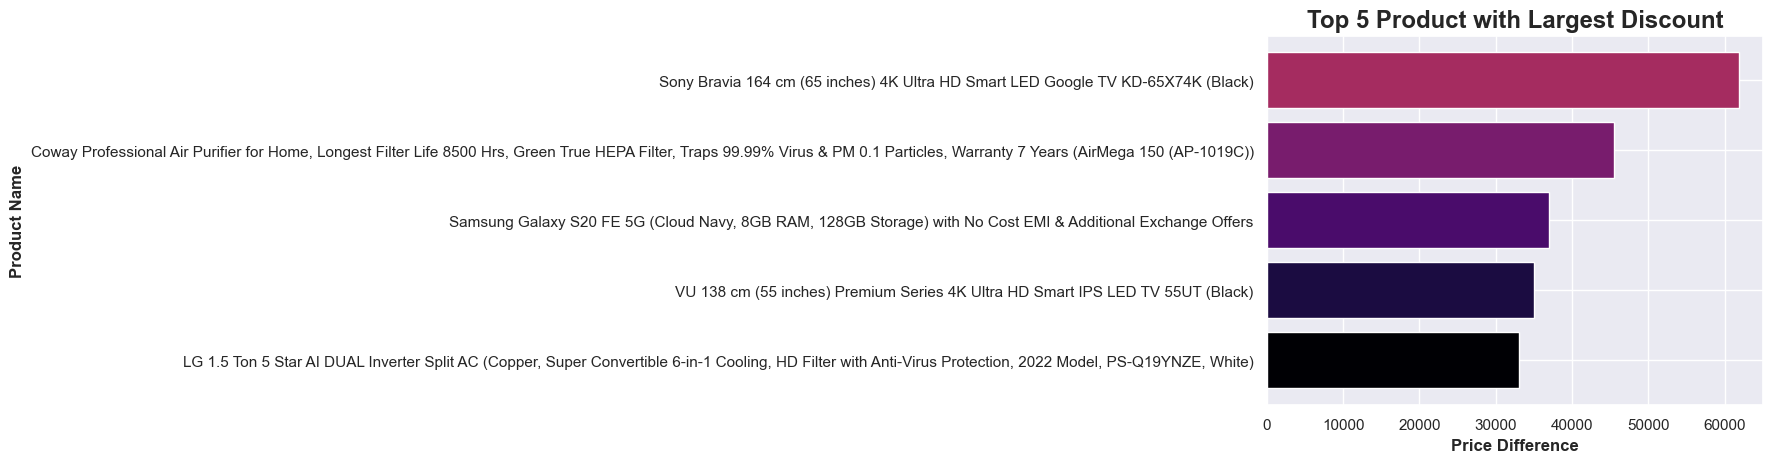 Top 5 Product with Largest Discount
Product Name
Sony Bravia 164 cm (65 inches) 4K Ultra HD Smart LED Google TV KD-65X74K (Black)
Coway Professional Air Purifier for Home, Longest Filter Life 8500 Hrs, Green True HEPA Filter, Traps 99.99% Virus & PM 0.1 Particles, Warranty 7 Years (AirMega 150 (AP-1019C))
Samsung Galaxy S20 FE 5G (Cloud Navy, 8GB RAM, 128GB Storage) with No Cost EMI & Additional Exchange Offers
VU 138 cm (55 inches) Premium Series 4K Ultra HD Smart IPS LED TV 55UT (Black)
LG 1.5 Ton 5 Star AI DUAL Inverter Split AC (Copper, Super Convertible 6-in-1 Cooling, HD Filter with Anti-Virus Protection, 2022 Model, PS-Q19YNZE, White)
0 10000 20000 30000 40000 50000 60000
Price Difference